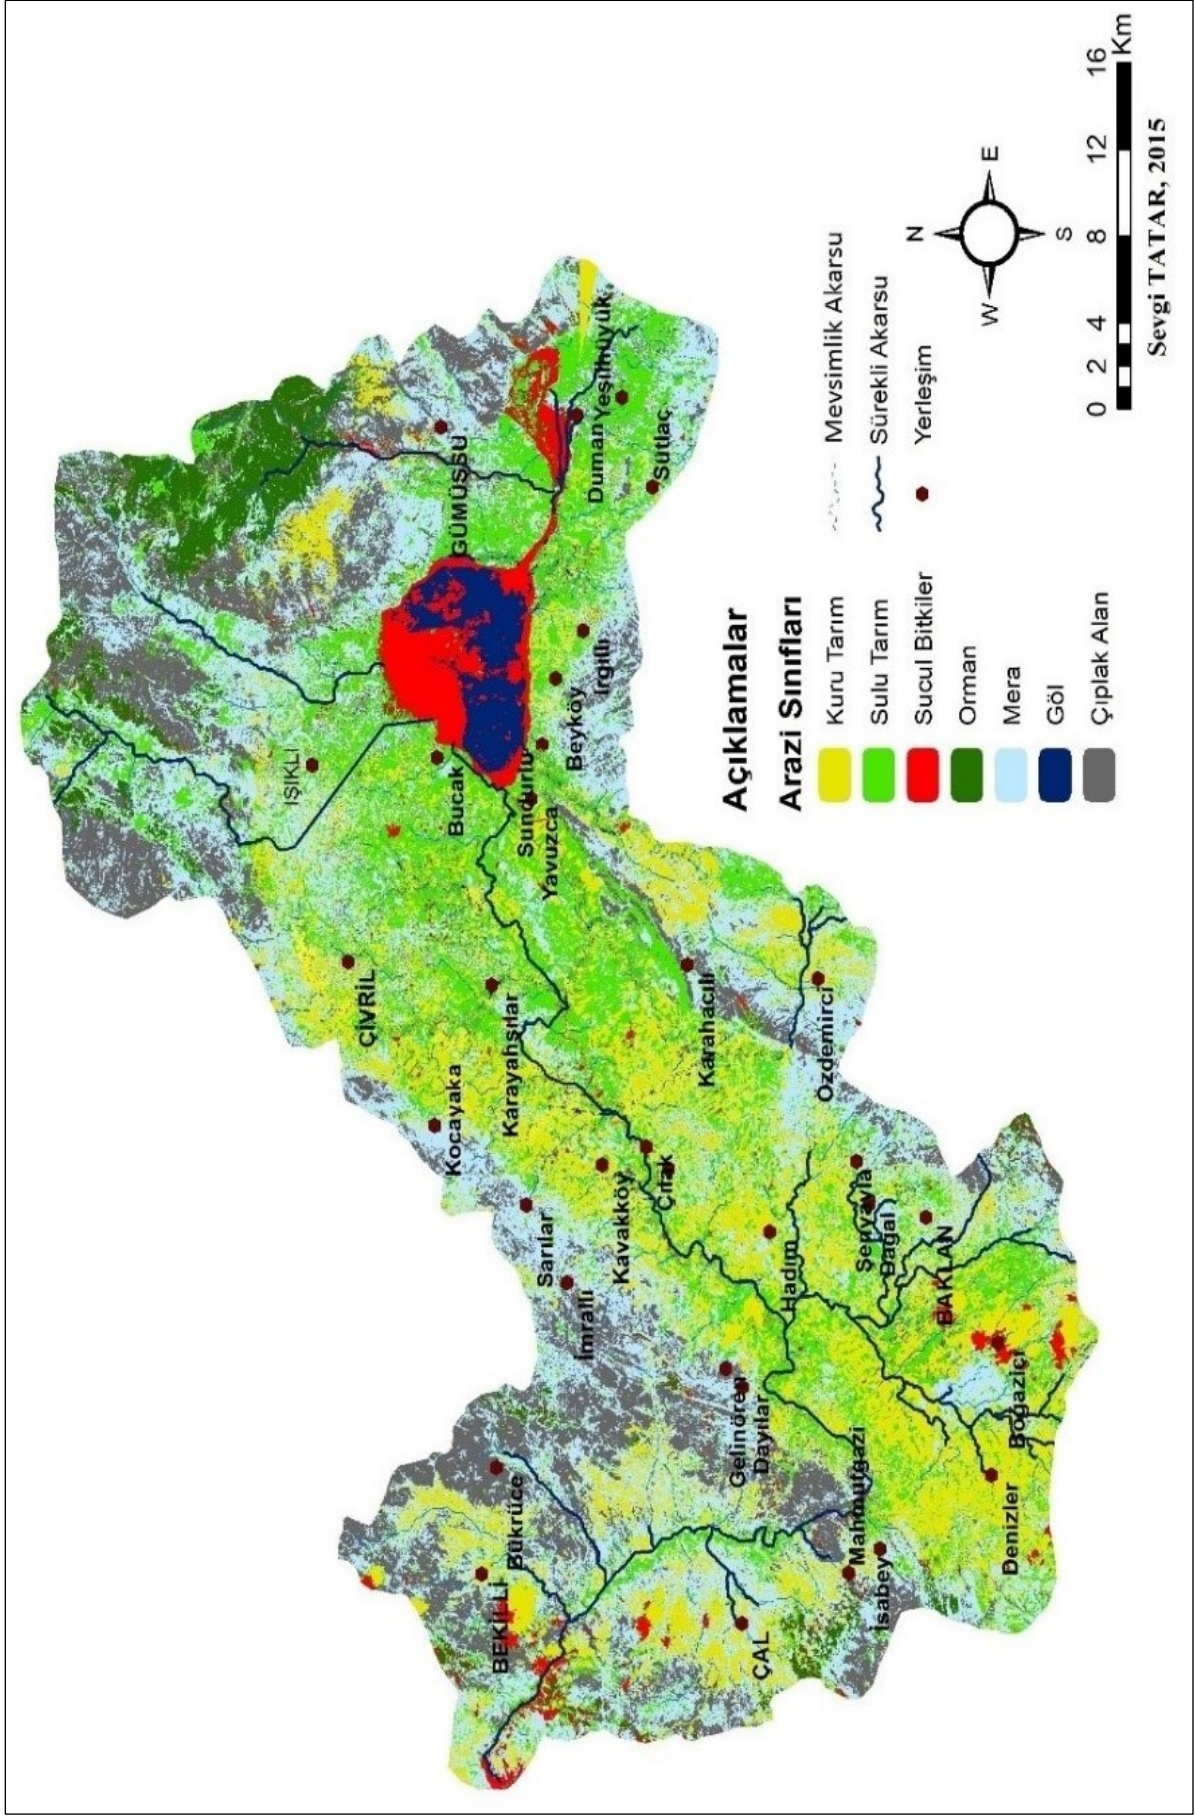 BEKİLLİ
Bükrüce
ÇAL
İsabey
Mahmutgazi
Denizler
Boğaziçi
Gelinören
Dayılar
İmrallı
Sarılar
Kocayaka
Kavakköy
Çıtak
Hadım
Şenyayla
Dağal
BAKLAN
ÇİVRİL
Karayahşılar
Karahacılı
Özdemirci
IŞIKLI
Bucak
Sundurlu
Yavuzca
Beyköy
Irgıllı
GÜMÜŞSU
Duman
Yeşilhüyük
Sütlaç
Açıklamalar
Arazi Sınıfları
Kuru Tarım
Sulu Tarım
Sucul Bitkiler
Orman
Mera
Göl
Çıplak Alan
Mevsimlik Akarsu
Sürekli Akarsu
Yerleşim
N
W E
S
0 2 4 8 12 16
Km
Sevgi TATAR, 2015